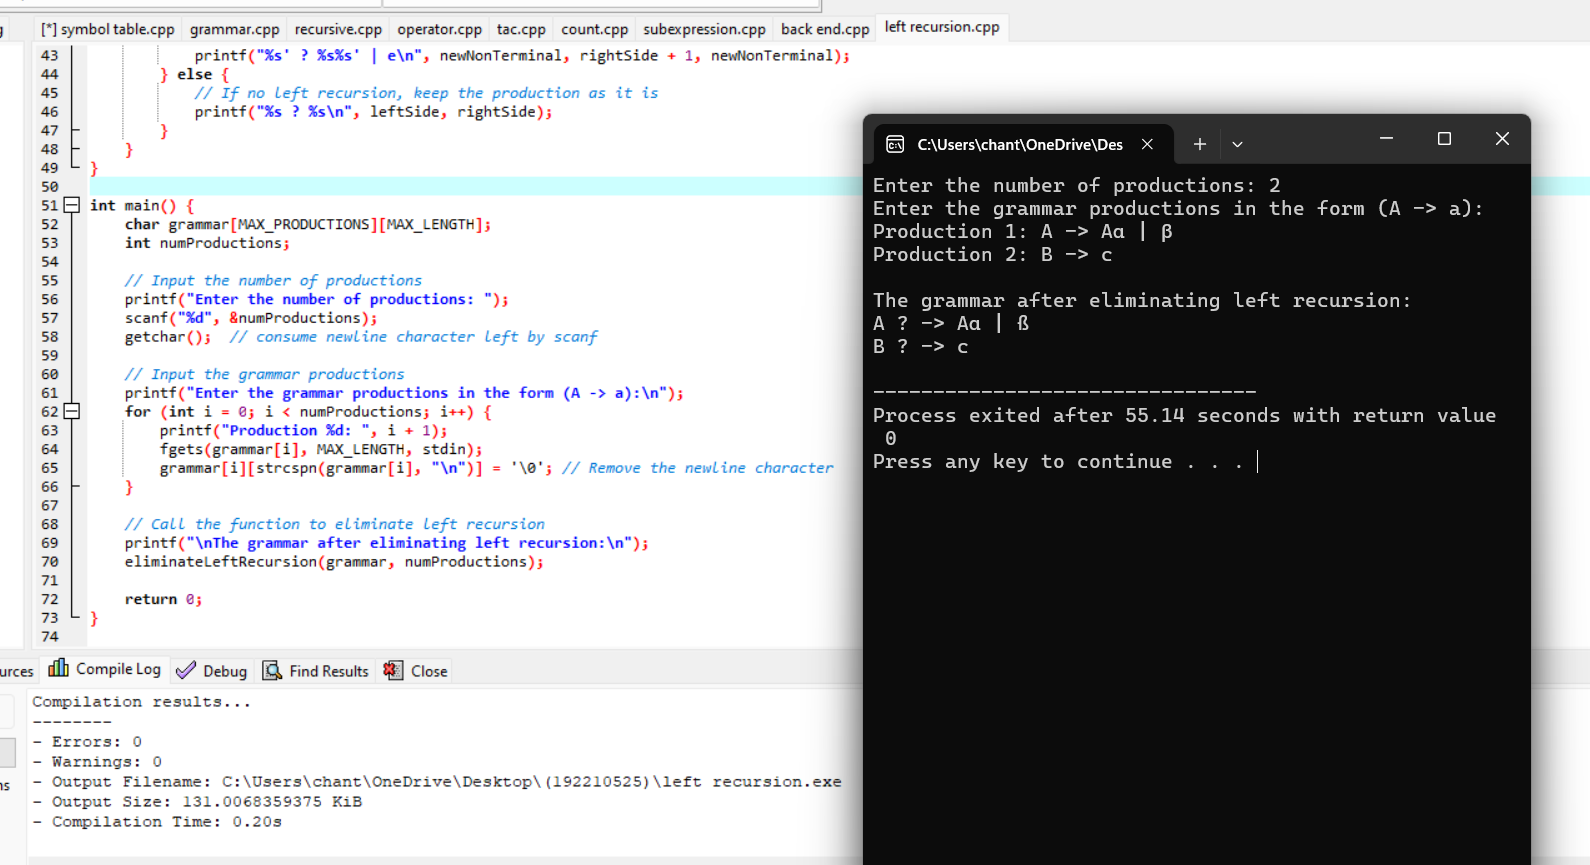 [*] symbol table.cpp grammar.cpp recursive.cpp operator.cpp tac.cpp count.cpp subexpression.cpp back end.cpp left recursion.cpp
43 printf("%s' ? %s%s' | e\n", newNonTerminal, rightSide + 1, newNonTerminal);
44 } else {
45 // If no left recursion, keep the production as it is
46 printf("%s ? %s\n", leftSide, rightSide);
47 }
48 }
49 }
50
51 int main() {
52 char grammar[MAX_PRODUCTIONS][MAX_LENGTH];
53 int numProductions;
54
55 // Input the number of productions
56 printf("Enter the number of productions: ");
57 scanf("%d", &numProductions);
58 getchar(); // consume newline character left by scanf
59
60 // Input the grammar productions
61 printf("Enter the grammar productions in the form (A -> a):\n");
62 for (int i = 0; i < numProductions; i++) {
63 printf("Production %d: ", i + 1);
64 fgets(grammar[i], MAX_LENGTH, stdin);
65 grammar[i][strcspn(grammar[i], "\n")] = '\0'; // Remove the newline character
66 }
67
68 // Call the function to eliminate left recursion
69 printf("\nThe grammar after eliminating left recursion:\n");
70 eliminateLeftRecursion(grammar, numProductions);
71
72 return 0;
73 }
74
C:\Users\chant\OneDrive\Des
Enter the number of productions: 2
Enter the grammar productions in the form (A -> a):
Production 1: A -> Aα | β
Production 2: B -> c
The grammar after eliminating left recursion:
A ? -> Aα | ß
B ? -> c
--------------------------------
Process exited after 55.14 seconds with return value
0
Press any key to continue . . .
urces Compile Log Debug Find Results Close
Compilation results...
--------
- Errors: 0
- Warnings: 0
- Output Filename: C:\Users\chant\OneDrive\Desktop\(192210525)\left recursion.exe
- Output Size: 131.0068359375 KiB
- Compilation Time: 0.20s